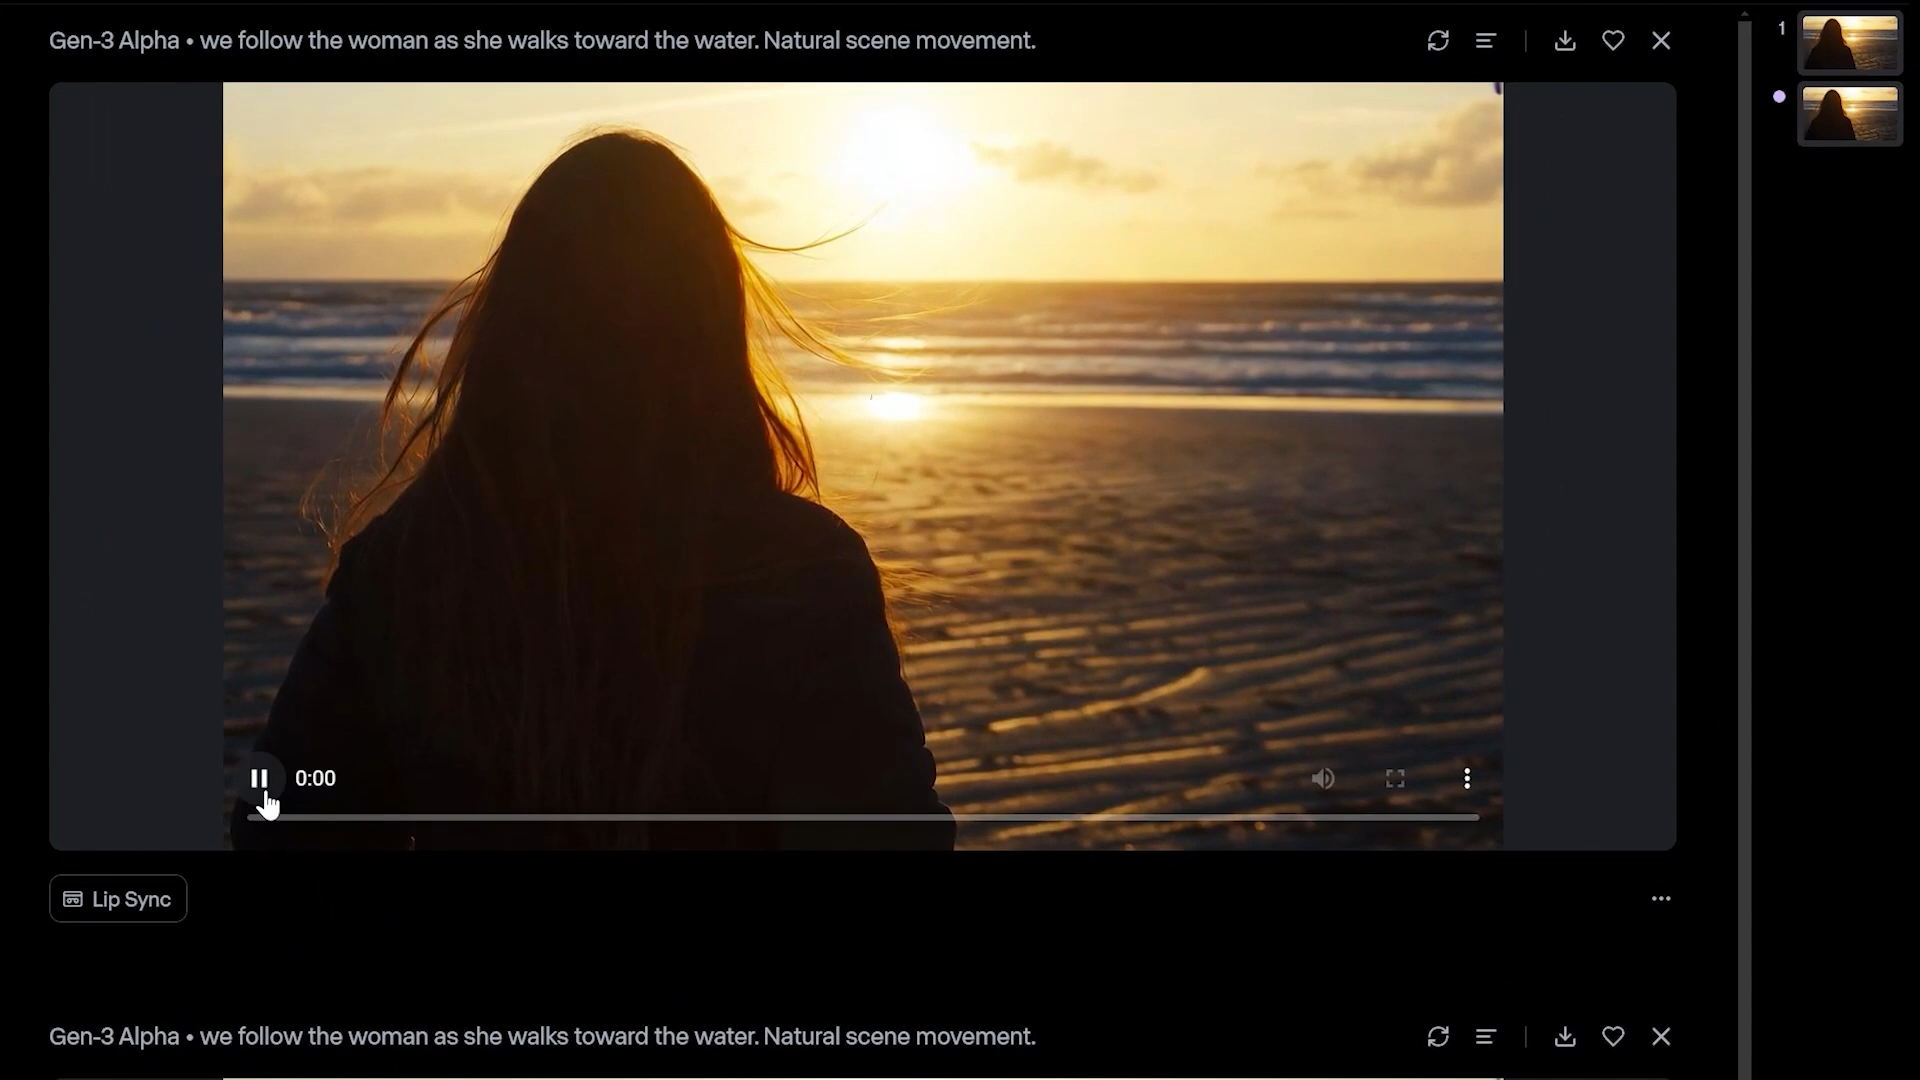 Gen-3 Alpha • we follow the woman as she walks toward the water. Natural scene movement.
1
0:00
Lip Sync
Gen-3 Alpha • we follow the woman as she walks toward the water. Natural scene movement.